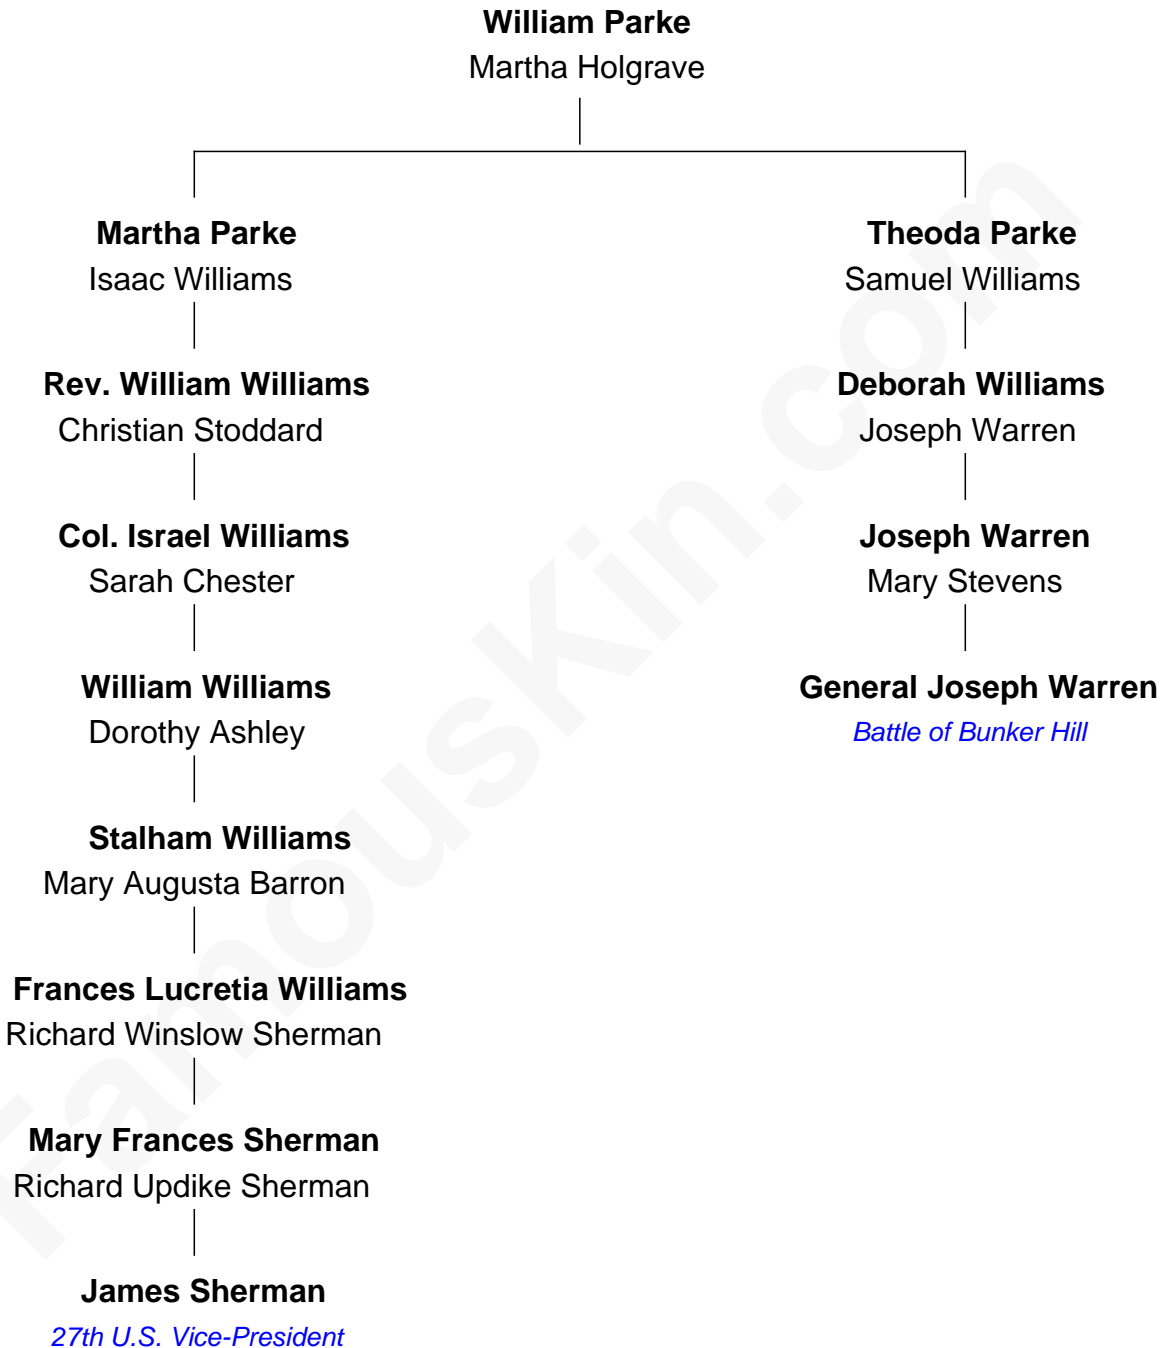 William Parke
Martha Holgrave
Martha Parke
Isaac Williams
Theoda Parke
Samuel Williams
Rev. William Williams
Christian Stoddard
Deborah Williams
Joseph Warren
Col. Israel Williams
Sarah Chester
Joseph Warren
Mary Stevens
William Williams
Dorothy Ashley
General Joseph Warren
Battle of Bunker Hill
Stalham Williams
Mary Augusta Barron
Frances Lucretia Williams
Richard Winslow Sherman
Mary Frances Sherman
Richard Updike Sherman
James Sherman
27th U.S. Vice-President
FamousKin.com